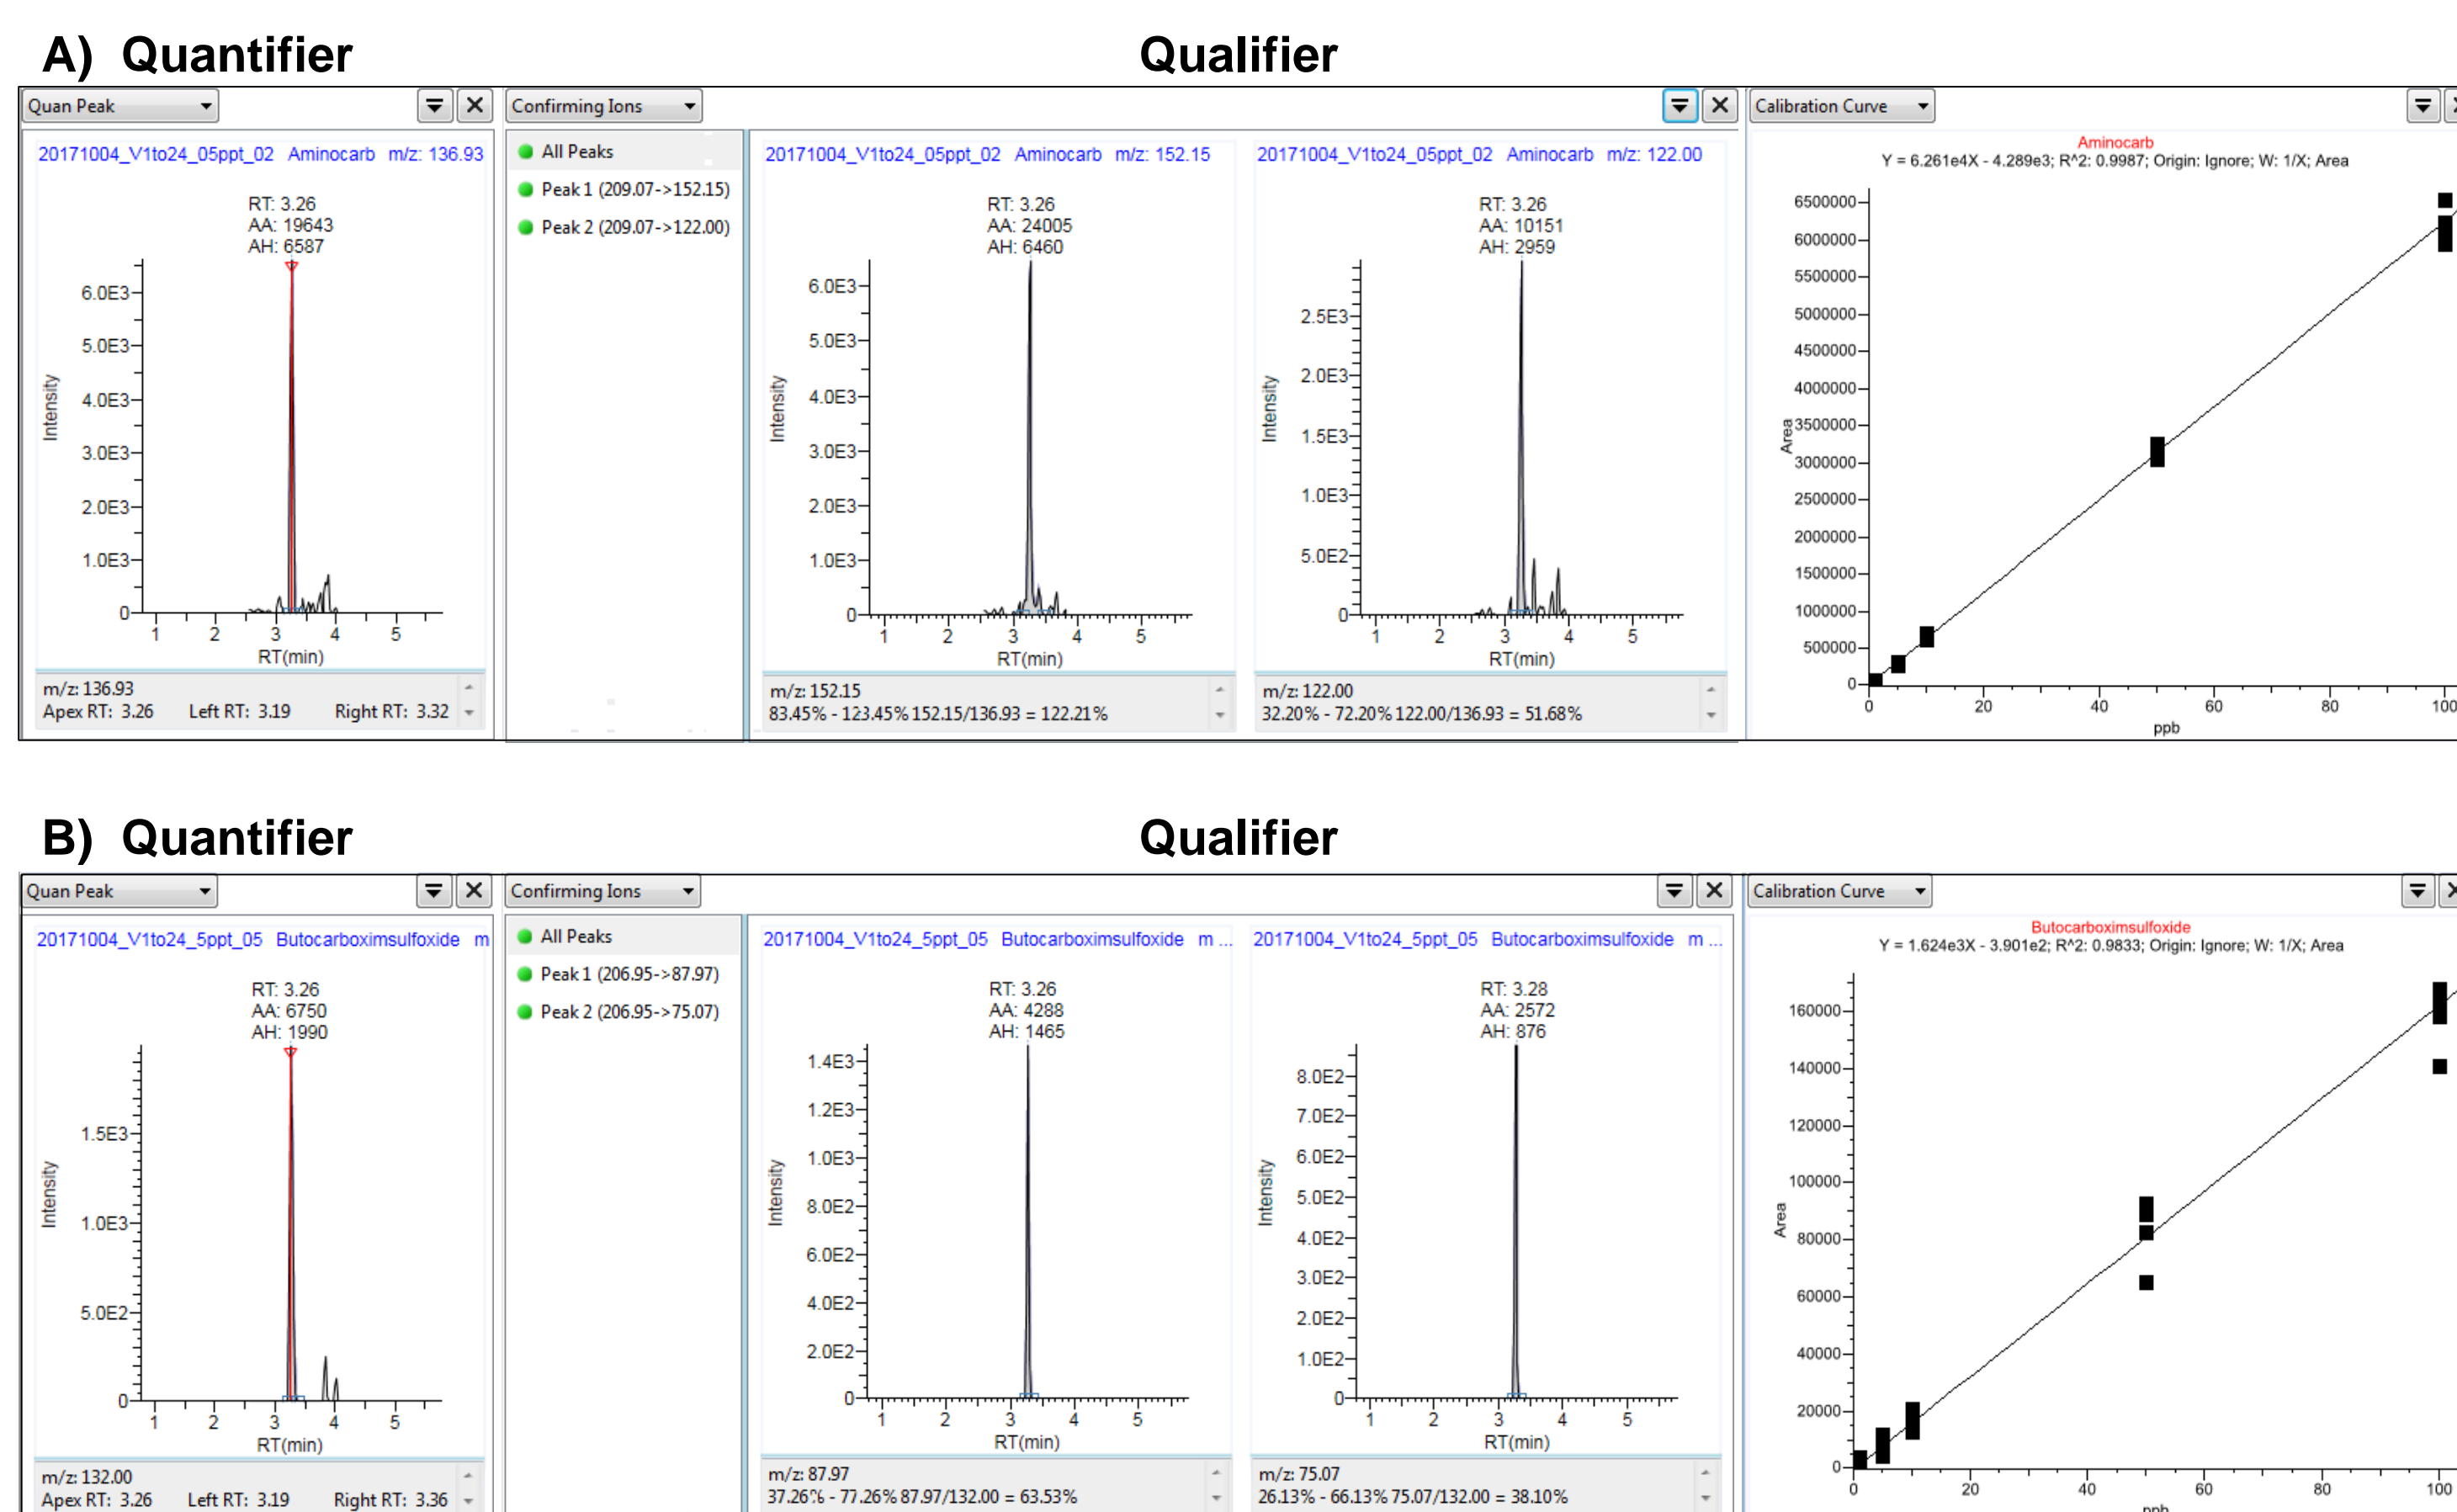 A) Quantifier
Qualifier
Quan Peak
Confirming Ions
Calibration Curve
20171004_V1to24_05ppt_02 Aminocarb m/z: 136.93
RT: 3.26
AA: 19643
AH: 6587
6.0E3
5.0E3
4.0E3
3.0E3
2.0E3
1.0E3
0
Intensity
1 2 3 4 5
RT(min)
m/z: 136.93
Apex RT: 3.26 Left RT: 3.19 Right RT: 3.32
All Peaks
Peak 1 (209.07->152.15)
Peak 2 (209.07->122.00)
20171004_V1to24_05ppt_02 Aminocarb m/z: 152.15
RT: 3.26
AA: 24005
AH: 6460
6.0E3
5.0E3
4.0E3
3.0E3
2.0E3
1.0E3
0
Intensity
1 2 3 4 5
RT(min)
m/z: 152.15
83.45% - 123.45% 152.15/136.93 = 122.21%
20171004_V1to24_05ppt_02 Aminocarb m/z: 122.00
RT: 3.26
AA: 10151
AH: 2959
2.5E3
2.0E3
1.5E3
1.0E3
5.0E2
0
Intensity
1 2 3 4 5
RT(min)
m/z: 122.00
32.20% - 72.20% 122.00/136.93 = 51.68%
Aminocarb
Y = 6.261e4X - 4.289e3; R^2: 0.9987; Origin: Ignore; W: 1/X; Area
6500000
6000000
5500000
5000000
4500000
4000000
3500000
3000000
2500000
2000000
1500000
1000000
500000
0
Area
0 20 40 60 80 100
ppb
B) Quantifier
Qualifier
Quan Peak
Confirming Ions
Calibration Curve
20171004_V1to24_5ppt_05 Butocarboximsulfoxide m
RT: 3.26
AA: 6750
AH: 1990
1.5E3
1.0E3
5.0E2
0
Intensity
1 2 3 4 5
RT(min)
m/z: 132.00
Apex RT: 3.26 Left RT: 3.19 Right RT: 3.36
All Peaks
Peak 1 (206.95->87.97)
Peak 2 (206.95->75.07)
20171004_V1to24_5ppt_05 Butocarboximsulfoxide m ...
RT: 3.26
AA: 4288
AH: 1465
1.4E3
1.2E3
1.0E3
8.0E2
6.0E2
4.0E2
2.0E2
0
Intensity
1 2 3 4 5
RT(min)
m/z: 87.97
37.26% - 77.26% 87.97/132.00 = 63.53%
20171004_V1to24_5ppt_05 Butocarboximsulfoxide m ...
RT: 3.28
AA: 2572
AH: 876
8.0E2
7.0E2
6.0E2
5.0E2
4.0E2
3.0E2
2.0E2
1.0E2
0
Intensity
1 2 3 4 5
RT(min)
m/z: 75.07
26.13% - 66.13% 75.07/132.00 = 38.10%
Butocarboximsulfoxide
Y = 1.624e3X - 3.901e2; R^2: 0.9833; Origin: Ignore; W: 1/X; Area
160000
140000
120000
100000
80000
60000
40000
20000
0
Area
0 20 40 60 80 100